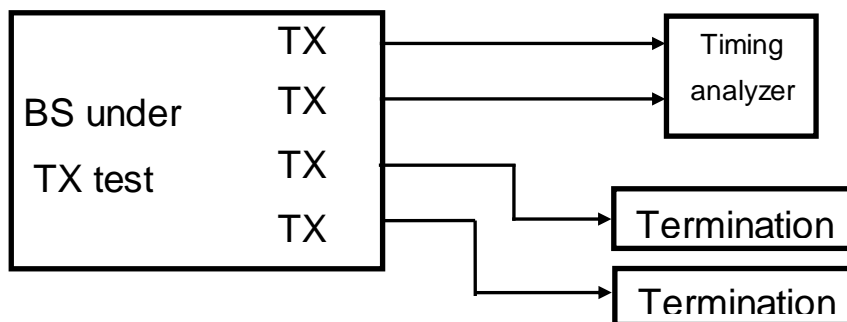 BS under
TX test
TX
TX
TX
TX
Timing
analyzer
Termination
Termination